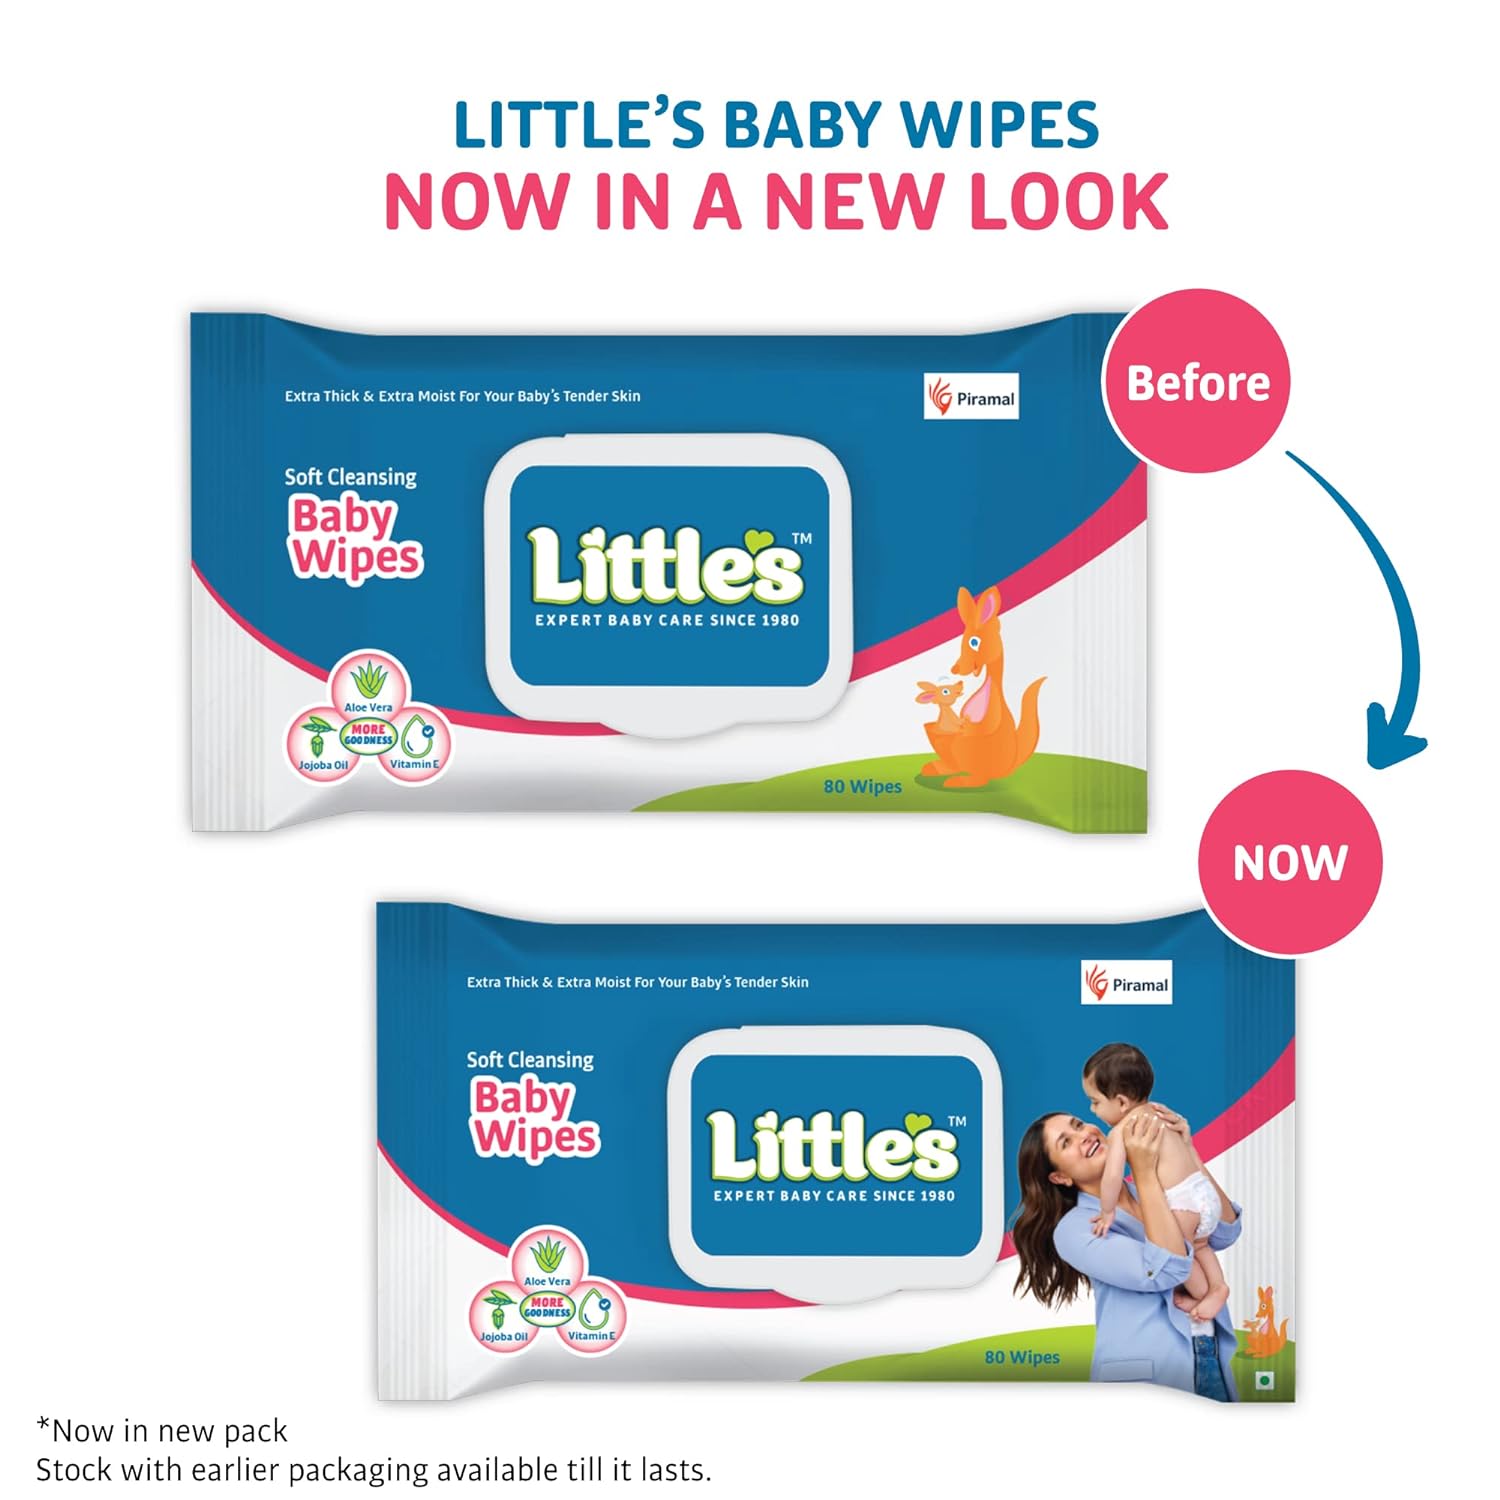 LITTLE’S BABY WIPES
NOW IN A NEW LOOK
Before
Extra Thick & Extra Moist For Your Baby’s Tender Skin
Piramal
Soft Cleansing
Baby
Wipes
Little's™
EXPERT BABY CARE SINCE 1980
Aloe Vera
MORE
GOODNESS
Jojoba Oil
Vitamin E
80 Wipes
NOW
Extra Thick & Extra Moist For Your Baby’s Tender Skin
Piramal
Soft Cleansing
Baby
Wipes
Little's™
EXPERT BABY CARE SINCE 1980
Aloe Vera
MORE
GOODNESS
Jojoba Oil
Vitamin E
80 Wipes
*Now in new pack
Stock with earlier packaging available till it lasts.